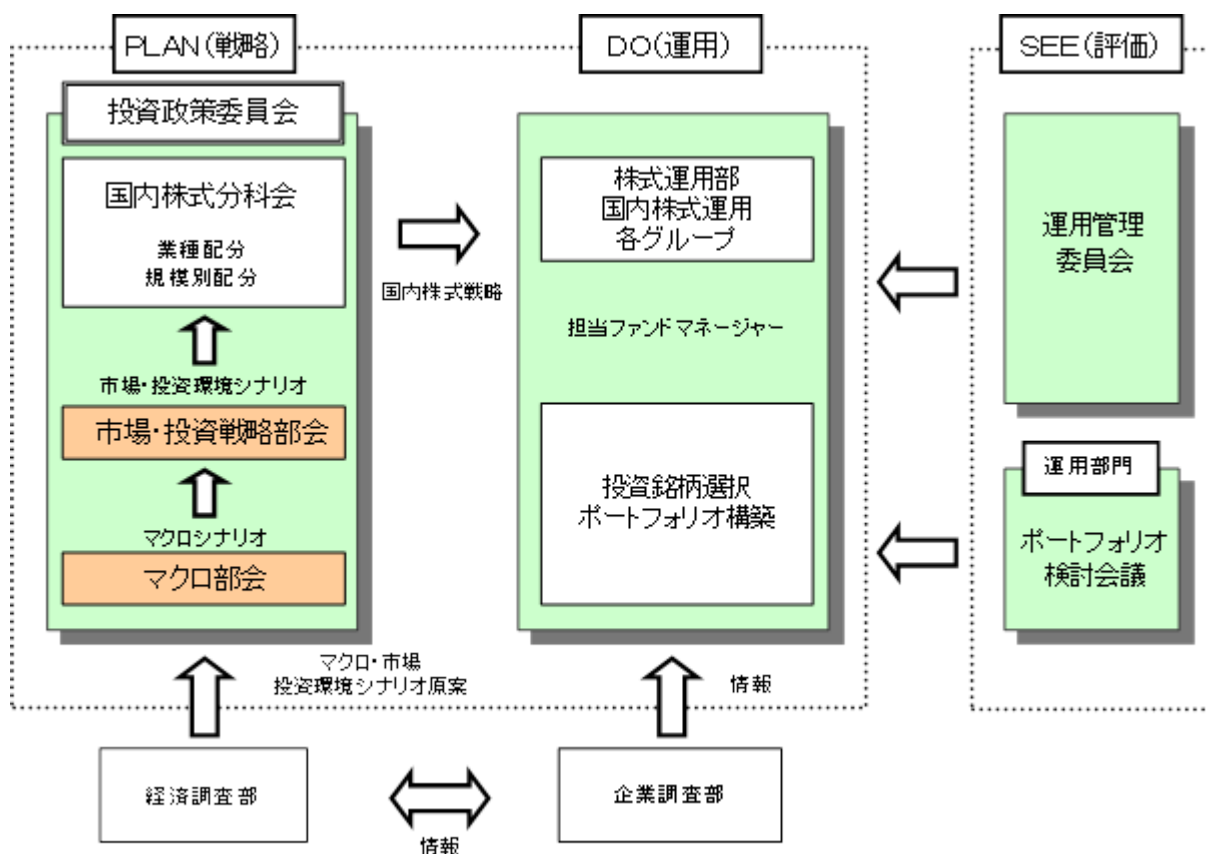 PLAN(戦略)
投資政策委員会
国内株式分科会
業種配分
規模別配分
市場・投資環境シナリオ
市場・投資戦略部会
マクロシナリオ
マクロ部会
国内株式戦略
DO(運用)
株式運用部
国内株式運用
各グループ
担当ファンドマネージャー
投資銘柄選択
ポートフォリオ構築
SEE(評価)
運用管理
委員会
運用部門
ポートフォリオ
検討会議
マクロ・市場
投資環境シナリオ原案
情報
経済調査部
情報
企業調査部